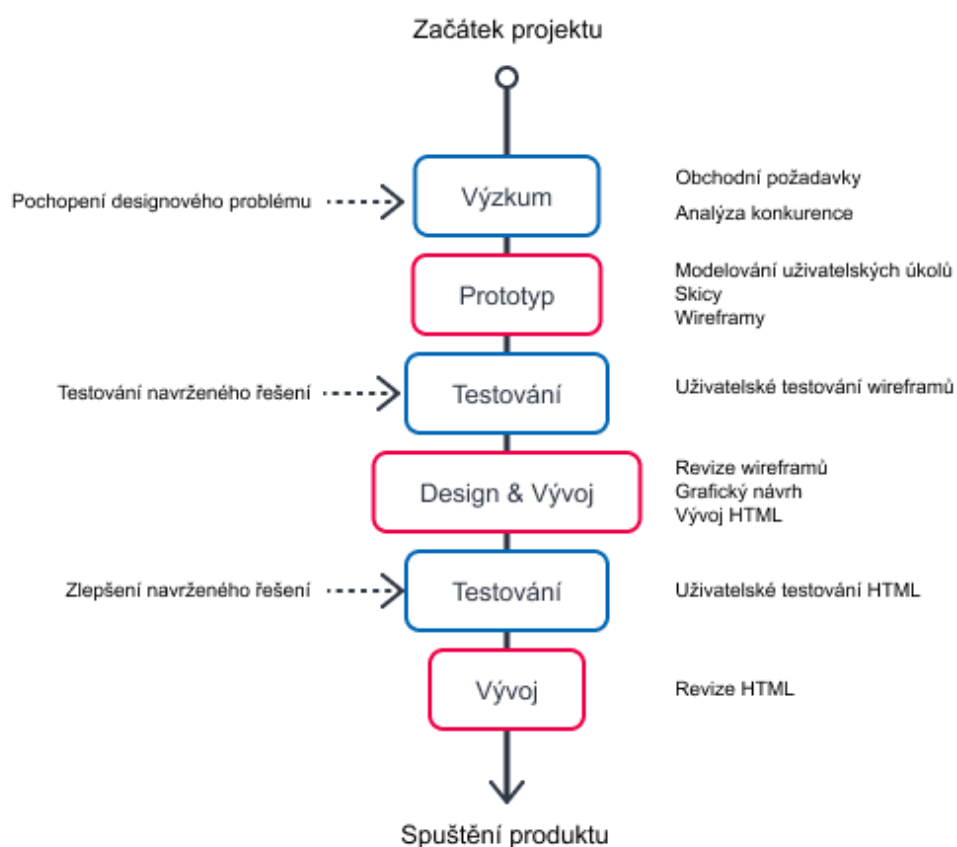 Začátek projektu
Pochopení designového problému
Výzkum
Obchodní požadavky
Analýza konkurence
Prototyp
Modelování uživatelských úkolů
Skicy
Wireframy
Testování navrženého řešení
Testování
Uživatelské testování wireframů
Design & Vývoj
Revize wireframů
Grafický návrh
Vývoj HTML
Zlepšení navrženého řešení
Testování
Uživatelské testování HTML
Vývoj
Revize HTML
Spuštění produktu